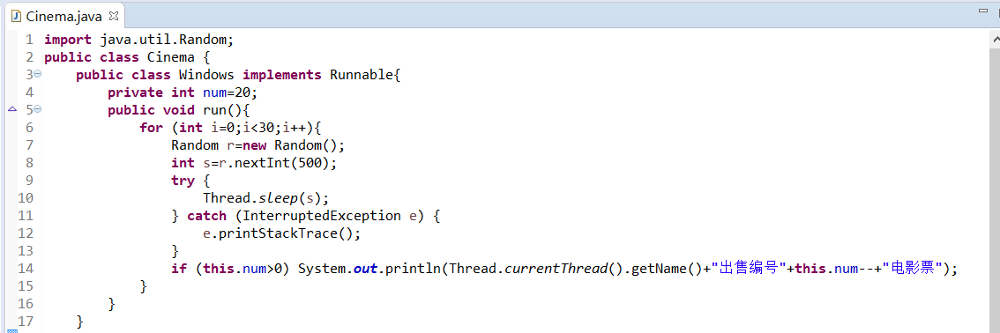 Cinema.java
1 import java.util.Random;
2 public class Cinema {
3 public class Windows implements Runnable{
4 private int num=20;
5 public void run(){
6 for (int i=0;i<30;i++){
7 Random r=new Random();
8 int s=r.nextInt(500);
9 try {
10 Thread.sleep(s);
11 } catch (InterruptedException e) {
12 e.printStackTrace();
13 }
14 if (this.num>0) System.out.println(Thread.currentThread().getName()+"出售编号"+this.num--+"电影票");
15 }
16 }
17 }